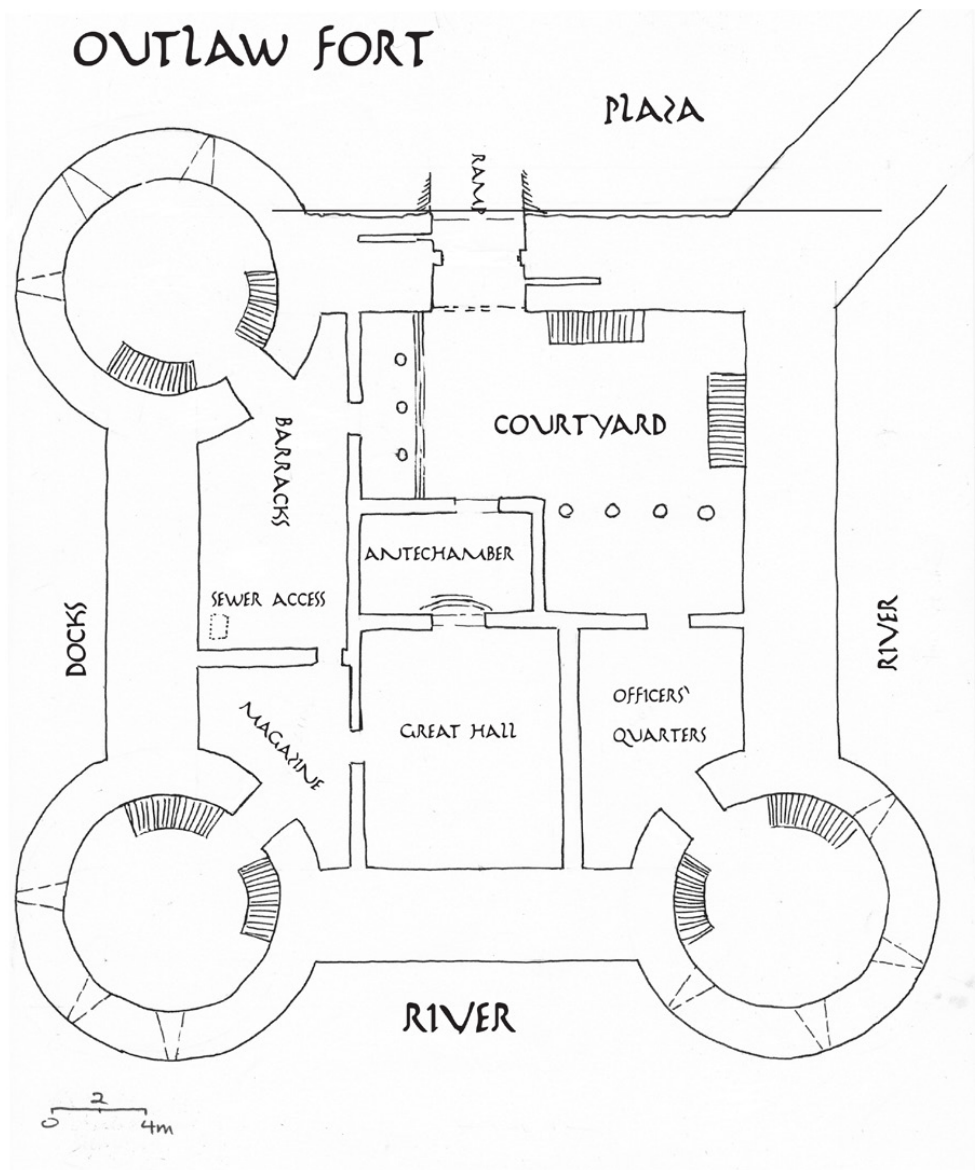 OUTLAW FORT
PLAZA
RAMP
COURTYARD
BARRACKS
ANTECHAMBER
SEWER ACCESS
DOCKS
RIVER
OFFICERS'
QUARTERS
MAGAZINE
GREAT HALL
RIVER
0 2 4m